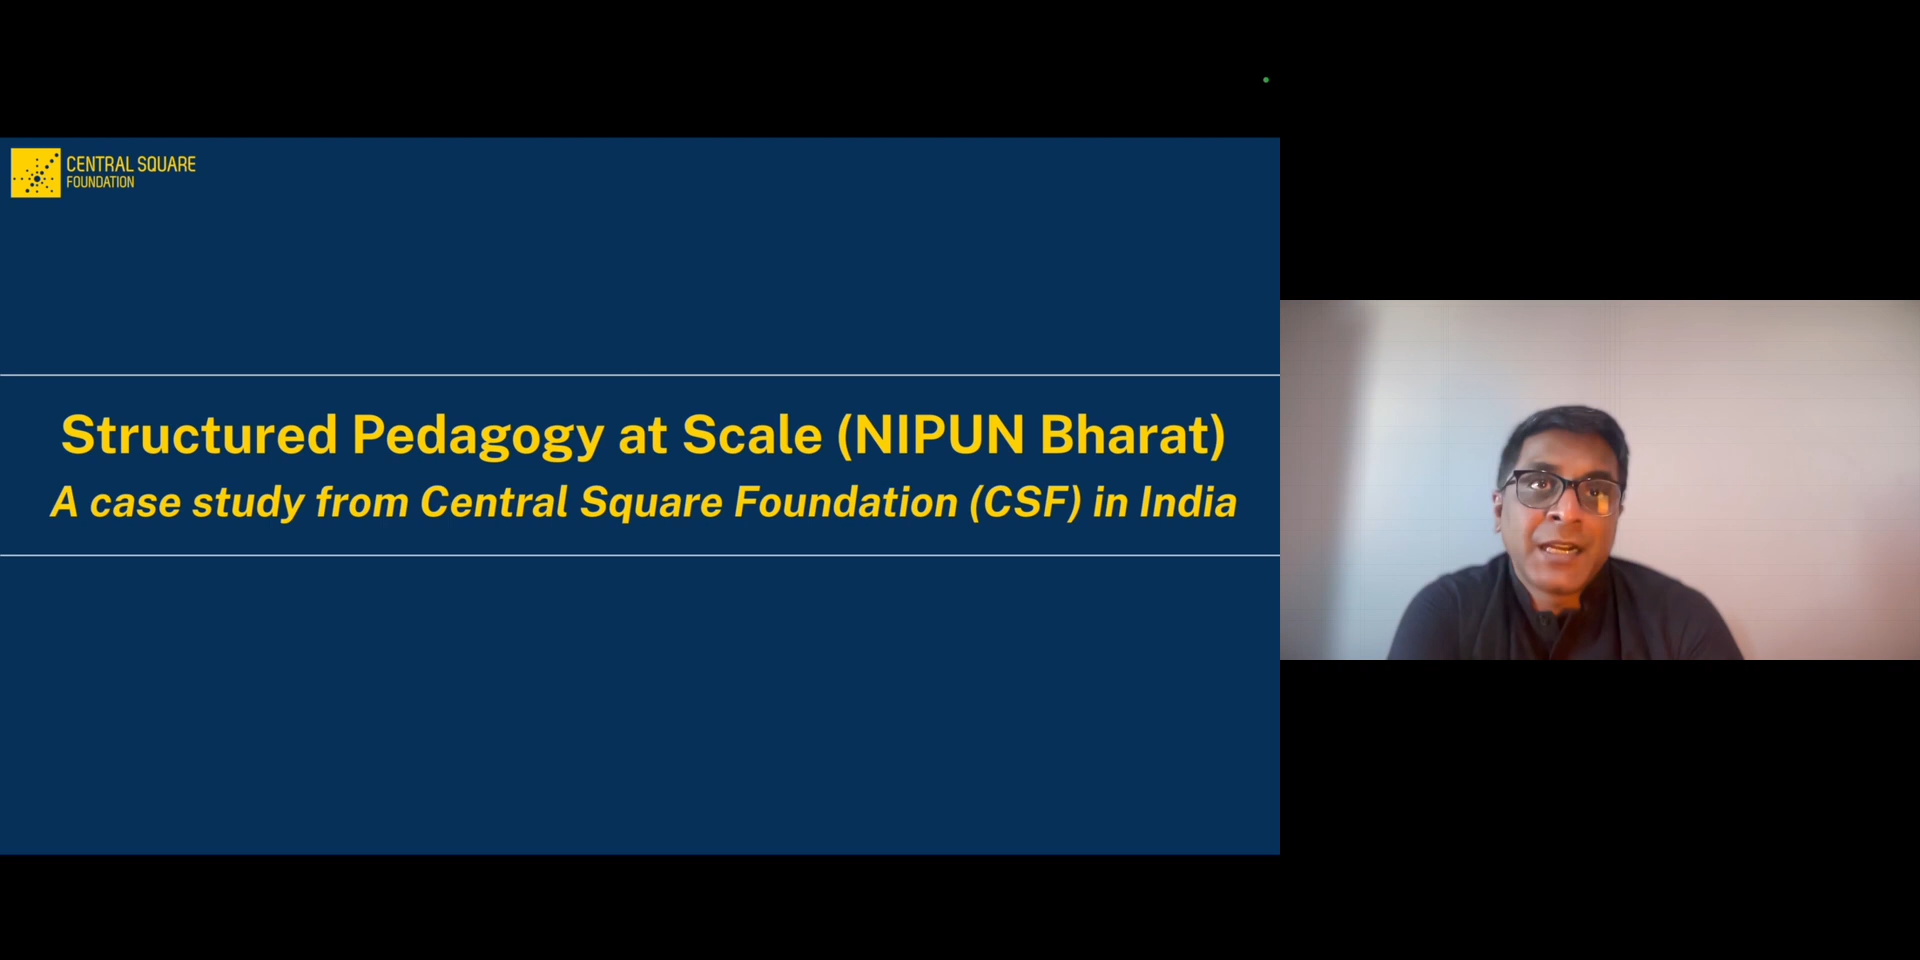 CENTRAL SQUARE
FOUNDATION
Structured Pedagogy at Scale (NIPUN Bharat)
A case study from Central Square Foundation (CSF) in India